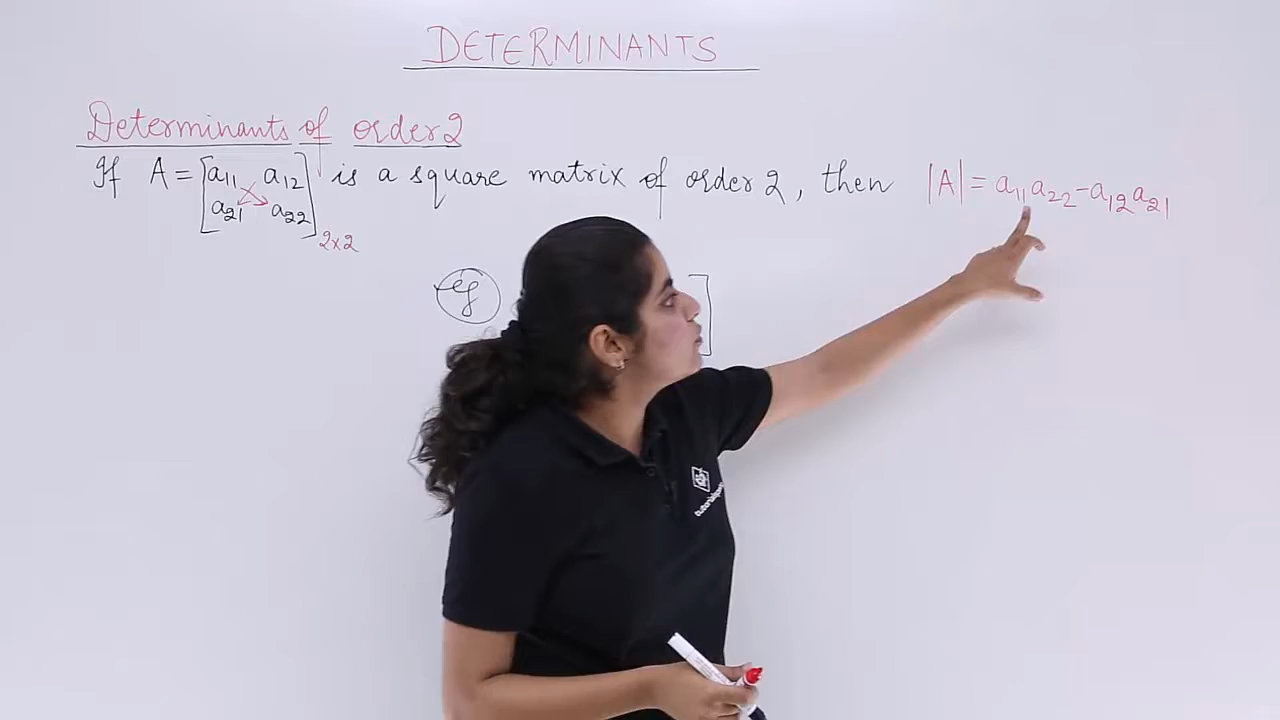 DETERMINANTS
Determinants of order 2
If A = [a11 a12 a21 a22]2x2 is a square matrix of order 2, then |A| = a11a22-a12a21
eg ]